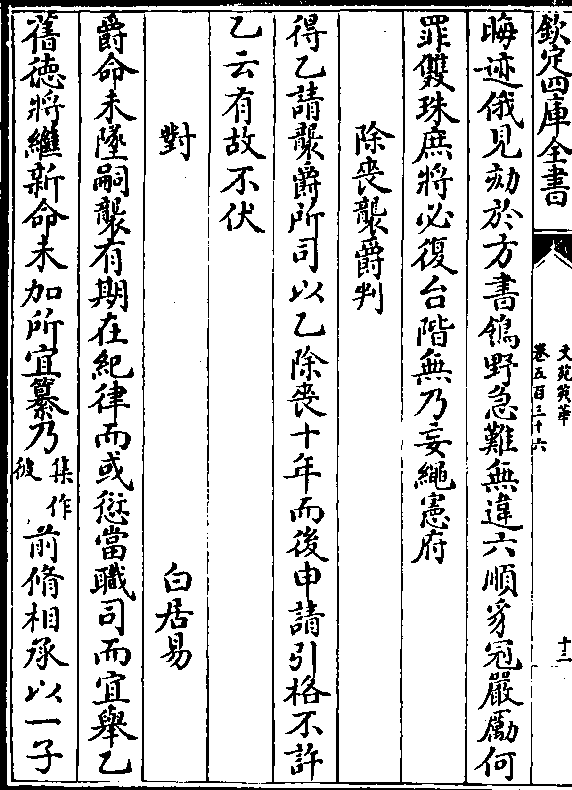 欽定四庫全書
文苑英華
卷五百三十六
十二
晦迹俄見劾於方書鴒野急難無違六順豸冠嚴勵何
罪䨇珠庶將必復台階無乃妄繩憲府
除喪襲爵判
得乙請襲爵所司以乙除喪十年而後申請引格不許
乙云有故不伏
對
白居易
爵命未墜嗣襲有期在紀律而或愆當職司而宜舉乙
舊德將繼新命未加所宜纂乃集作彼前脩相承以一子